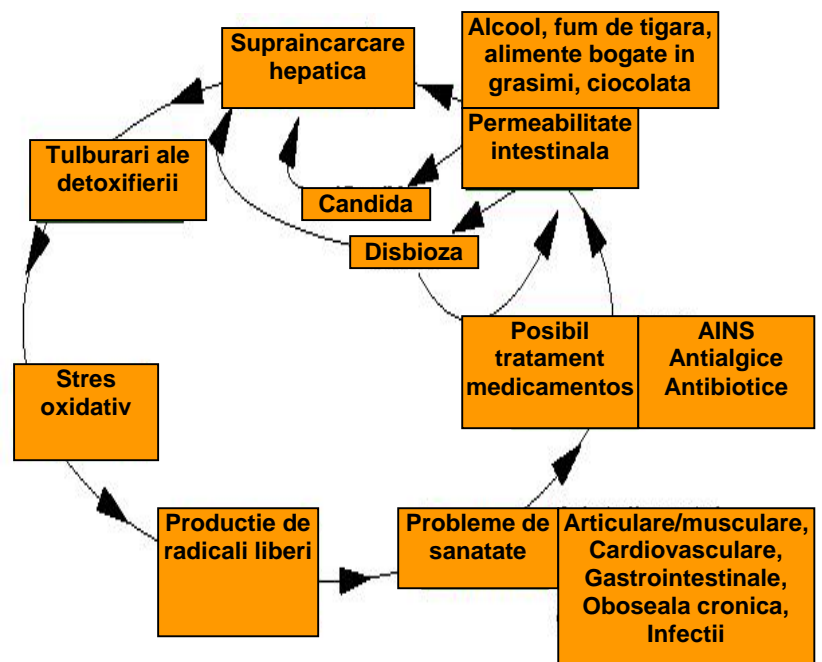 Supraincarcare
hepatica
Alcool, fum de tigara,
alimente bogate in
grasimi, ciocolata
Permeabilitate
intestinala
Tulburari ale
detoxifierii
Candida
Disbioza
Posibil
tratament
medicamentos
AINS
Antialgice
Antibiotice
Stres
oxidativ
Productie de
radicali liberi
Probleme de
sanatate
Articulare/musculare,
Cardiovasculare,
Gastrointestinale,
Oboseala cronica,
Infectii